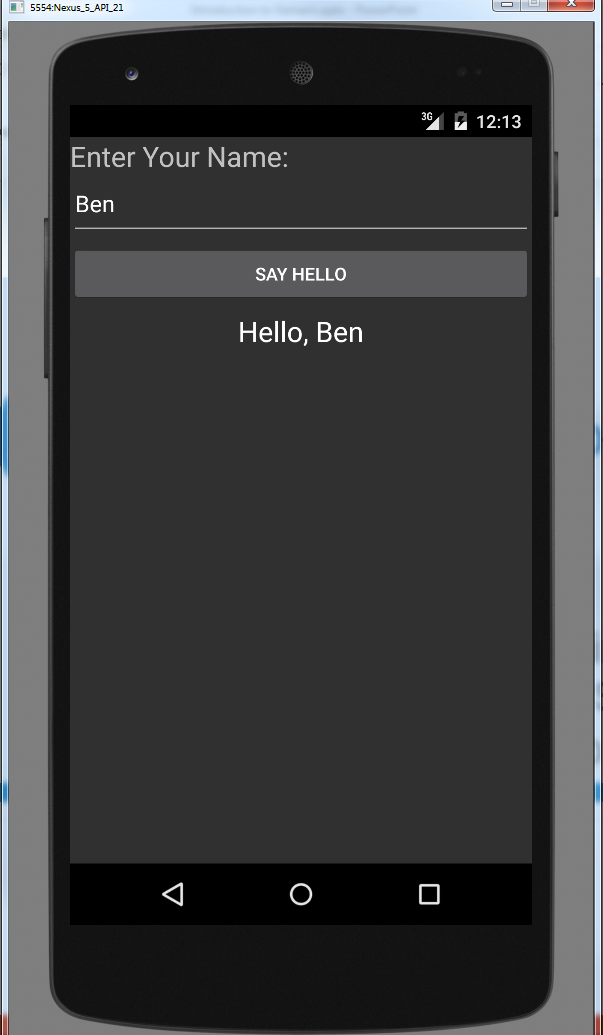 5554:Nexus_5_API_21
3G 12:13
Enter Your Name:
Ben
SAY HELLO
Hello, Ben